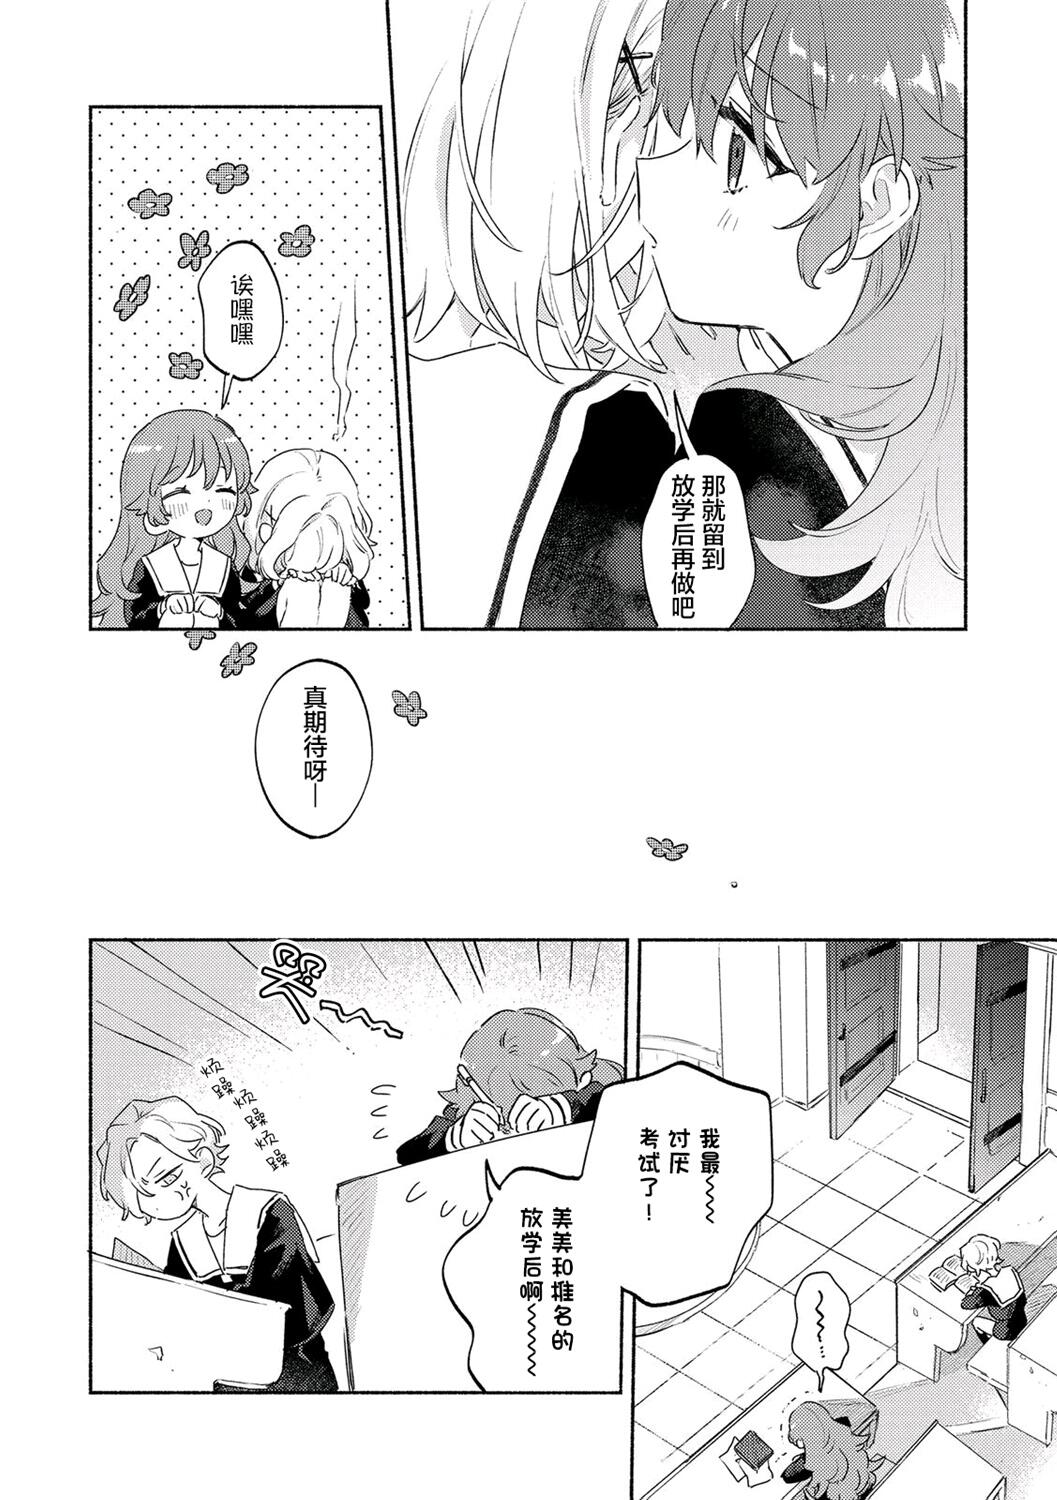 那就留到
放学后再做吧
诶嘿嘿
真期待呀ー
我最~~~
讨厌
考试了！
美美和椎名的
放学后啊~~~~
哭~~
烦躁烦躁烦躁